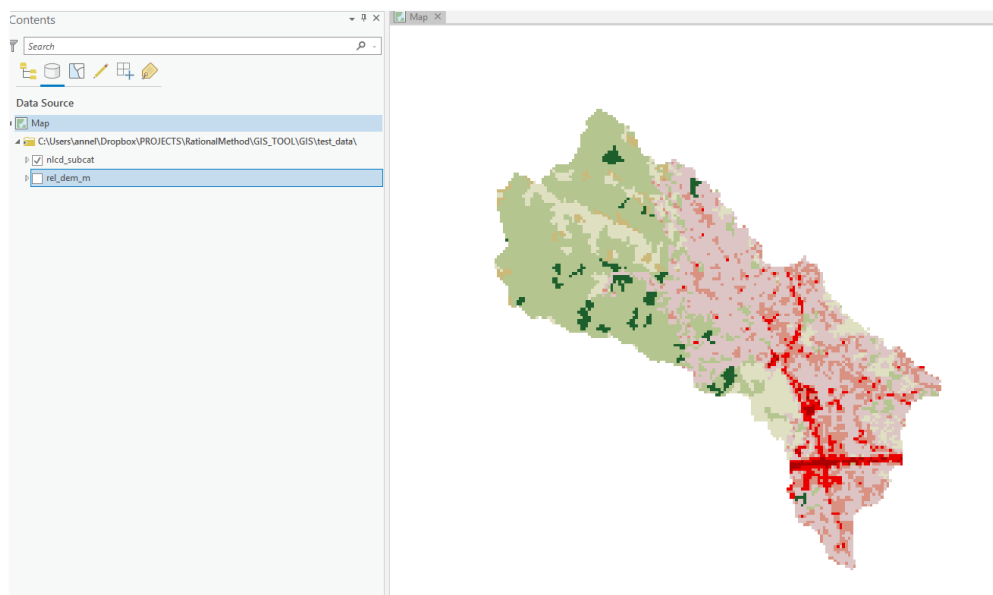 Contents
Map
Search
Data Source
Map
C:\Users\annel\Dropbox\PROJECTS\RationalMethod\GIS_TOOL\GIS\test_data\
nlcd_subcat
rel_dem_m